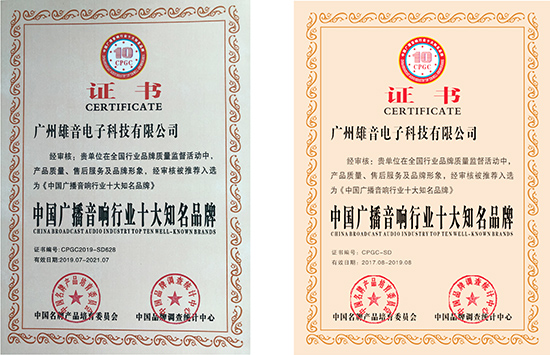 10
CPGC
证书
CERTIFICATE
广州雄音电子科技有限公司
经审核：贵单位在全国行业品牌质量监督活动中，
产品质量、售后服务及品牌形象，经审核被推荐入选
为《中国广播音响行业十大知名品牌》
中国广播音响行业十大知名品牌
CHINA BROADCAST AUDIO INDUSTRY TOP TEN WELL-KNOWN BRANDS
证书编号:CPGC2019-SD628
有效日期:2019.07-2021.07
中国名牌产品培育委员会
中国品牌调查统计中心
10
CPGC
证书
CERTIFICATE
广州雄音电子科技有限公司
经审核：贵单位在全国行业品牌质量监督活动中，
产品质量、售后服务及品牌形象，经审核被推荐入选
为《中国广播音响行业十大知名品牌》
中国广播音响行业十大知名品牌
CHINA BROADCAST AUDIO INDUSTRY TOP TEN WELL-KNOWN BRANDS
证书编号:CPGC-SD
有效日期:2017.08-2019.08
中国名牌产品培育委员会
中国品牌调查统计中心